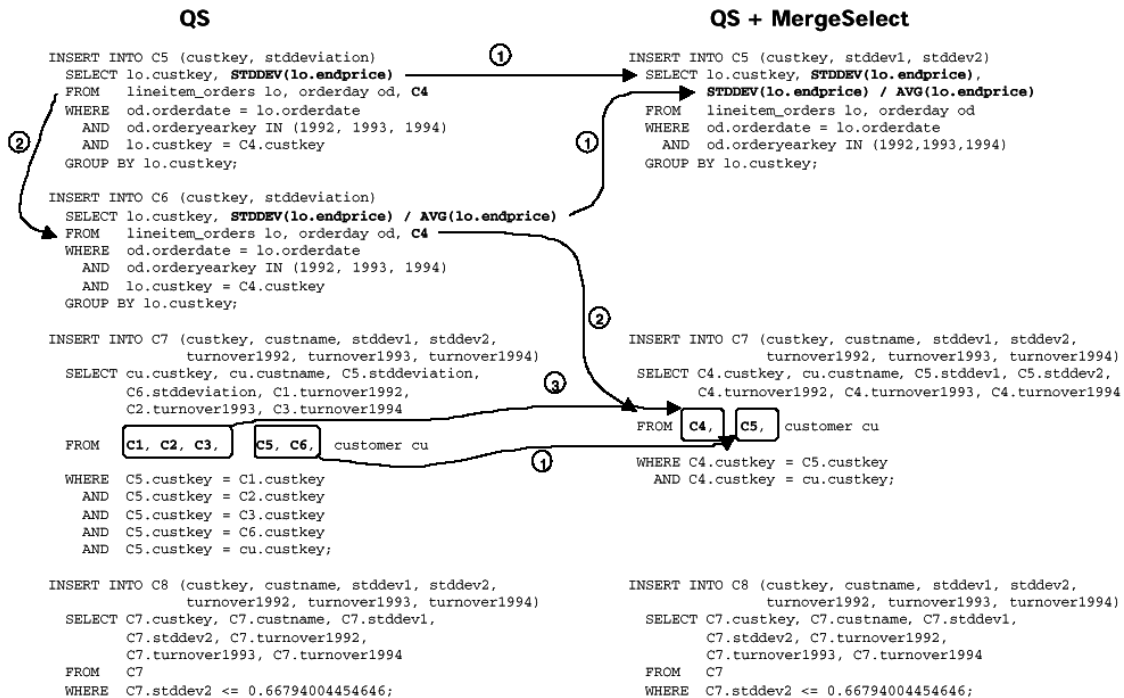 QS
INSERT INTO C5 (custkey, stddeviation)
SELECT lo.custkey, STDDEV(lo.endprice)
FROM lineitem_orders lo, orderday od, C4
WHERE od.orderdate = lo.orderdate
AND od.orderyearkey IN (1992, 1993, 1994)
AND lo.custkey = C4.custkey
GROUP BY lo.custkey;
INSERT INTO C6 (custkey, stddeviation)
SELECT lo.custkey, STDDEV(lo.endprice) / AVG(lo.endprice)
FROM lineitem_orders lo, orderday od, C4
WHERE od.orderdate = lo.orderdate
AND od.orderyearkey IN (1992, 1993, 1994)
AND lo.custkey = C4.custkey
GROUP BY lo.custkey;
INSERT INTO C7 (custkey, custname, stddev1, stddev2,
turnover1992, turnover1993, turnover1994)
SELECT cu.custkey, cu.custname, C5.stddeviation,
C6.stddeviation, C1.turnover1992,
C2.turnover1993, C3.turnover1994
FROM C1, C2, C3, C5, C6, customer cu
WHERE C5.custkey = C1.custkey
AND C5.custkey = C2.custkey
AND C5.custkey = C3.custkey
AND C5.custkey = C6.custkey
AND C5.custkey = cu.custkey;
INSERT INTO C8 (custkey, custname, stddev1, stddev2,
turnover1992, turnover1993, turnover1994)
SELECT C7.custkey, C7.custname, C7.stddev1,
C7.stddev2, C7.turnover1992,
C7.turnover1993, C7.turnover1994
FROM C7
WHERE C7.stddev2 <= 0.66794004454646;
1
2
1
2
3
1
QS + MergeSelect
INSERT INTO C5 (custkey, stddev1, stddev2)
SELECT lo.custkey, STDDEV(lo.endprice),
STDDEV(lo.endprice) / AVG(lo.endprice)
FROM lineitem_orders lo, orderday od
WHERE od.orderdate = lo.orderdate
AND od.orderyearkey IN (1992,1993,1994)
GROUP BY lo.custkey;
INSERT INTO C7 (custkey, custname, stddev1, stddev2,
turnover1992, turnover1993, turnover1994)
SELECT C4.custkey, cu.custname, C5.stddev1, C5.stddev2,
C4.turnover1992, C4.turnover1993, C4.turnover1994
FROM C4, C5, customer cu
WHERE C4.custkey = C5.custkey
AND C4.custkey = cu.custkey;
INSERT INTO C8 (custkey, custname, stddev1, stddev2,
turnover1992, turnover1993, turnover1994)
SELECT C7.custkey, C7.custname, C7.stddev1,
C7.stddev2, C7.turnover1992,
C7.turnover1993, C7.turnover1994
FROM C7
WHERE C7.stddev2 <= 0.66794004454646;